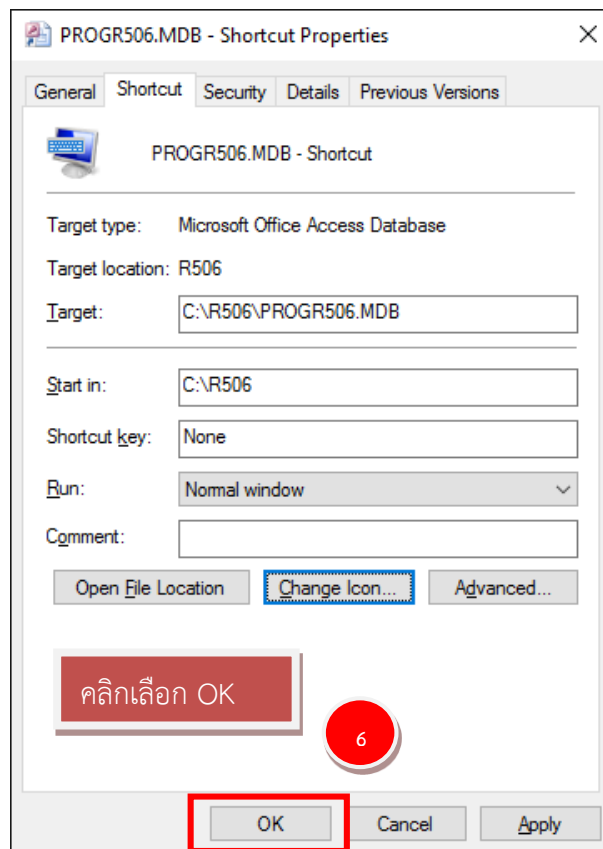 PROGR506.MDB - Shortcut Properties
General Shortcut Security Details Previous Versions
PROGR506.MDB - Shortcut
Target type: Microsoft Office Access Database
Target location: R506
Target: C:\R506\PROGR506.MDB
Start in: C:\R506
Shortcut key: None
Run: Normal window
Comment:
Open File Location Change Icon... Advanced...
คลิกเลือก OK
6
OK Cancel Apply